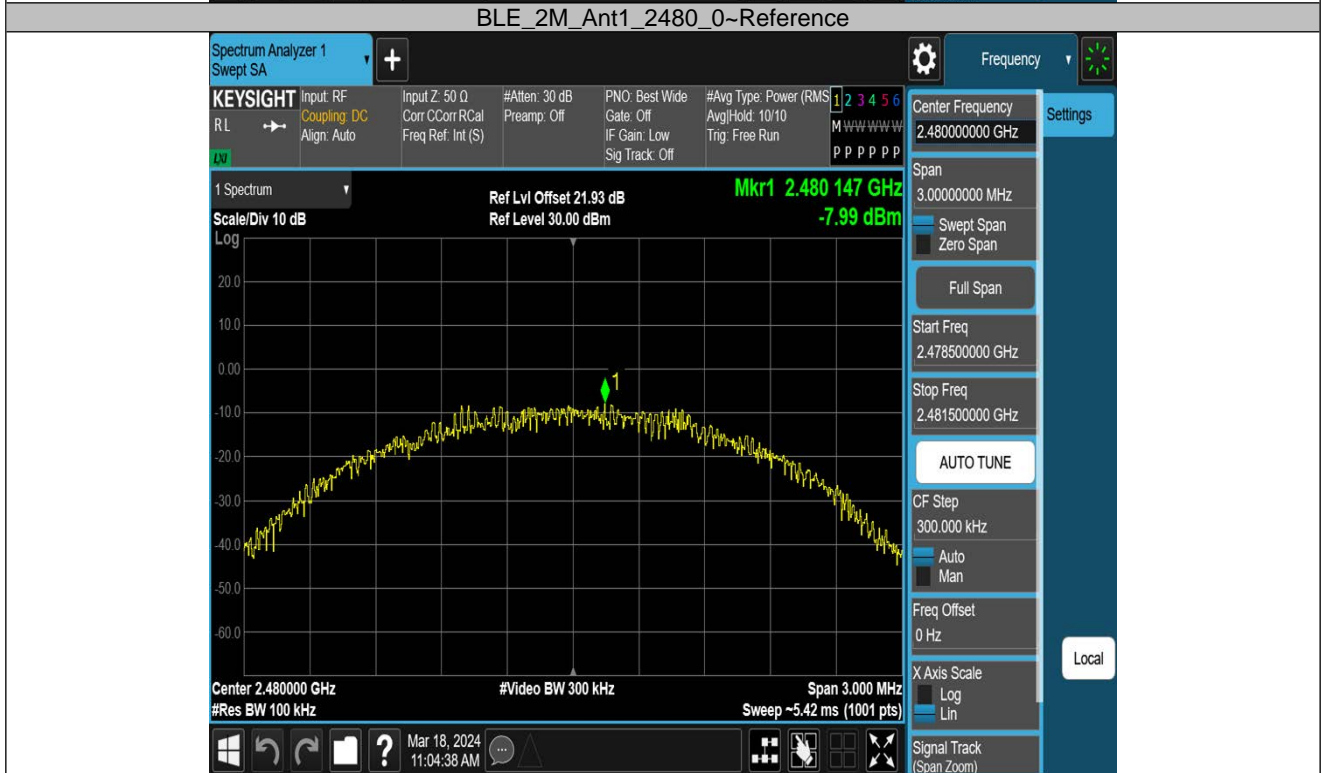 BLE_2M_Ant1_2480_0~Reference
Spectrum Analyzer 1
Swept SA
+
Frequency
KEYSIGHT
RL
LXI
Input: RF
Coupling: DC
Align: Auto
Input Z: 50 Ω
Corr CCorr RCal
Freq Ref: Int (S)
#Atten: 30 dB
Preamp: Off
PNO: Best Wide
Gate: Off
IF Gain: Low
Sig Track: Off
#Avg Type: Power (RMS
Avg|Hold: 10/10
Trig: Free Run
1 2 3 4 5 6
M W W W W W
P P P P P P
Center Frequency
2.480000000 GHz
Settings
Span
3.00000000 MHz
Swept Span
Zero Span
Full Span
Start Freq
2.478500000 GHz
Stop Freq
2.481500000 GHz
AUTO TUNE
CF Step
300.000 kHz
Auto
Man
Freq Offset
0 Hz
X Axis Scale
Log
Lin
Signal Track
(Span Zoom)
Local
1 Spectrum
Scale/Div 10 dB
Log
Ref Lvl Offset 21.93 dB
Ref Level 30.00 dBm
Mkr1 2.480 147 GHz
-7.99 dBm
20.0
10.0
0.00
-10.0
-20.0
-30.0
-40.0
-50.0
-60.0
1
Center 2.480000 GHz
#Res BW 100 kHz
#Video BW 300 kHz
Span 3.000 MHz
Sweep ~5.42 ms (1001 pts)
?
Mar 18, 2024
11:04:38 AM